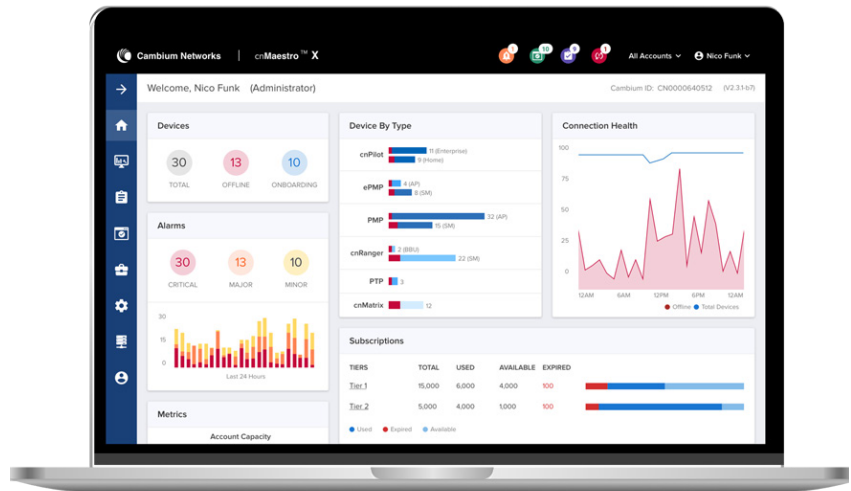 Cambium Networks | cnMaestro™ X
1
10
9
1
All Accounts
Nico Funk
Welcome, Nico Funk (Administrator)
Cambium ID: CN0000640512 (V2.3.1-b7)
Devices
30
13
10
TOTAL
OFFLINE
ONBOARDING
Alarms
30
13
10
CRITICAL
MAJOR
MINOR
30
15
0
Last 24 Hours
Metrics
Account Capacity
Device By Type
cnPilot
11 (Enterprise)
9 (Home)
ePMP
4 (AP)
8 (SM)
PMP
32 (AP)
15 (SM)
cnRanger
2 (BBU)
22 (SM)
PTP
3
cnMatrix
12
Connection Health
100
75
50
25
0
12AM 6AM 12PM 6PM 12AM
Offline Total Devices
Subscriptions
TIERS TOTAL USED AVAILABLE EXPIRED
Tier 1 15,000 6,000 4,000 100
Tier 2 5,000 4,000 1,000 100
Used Expired Available